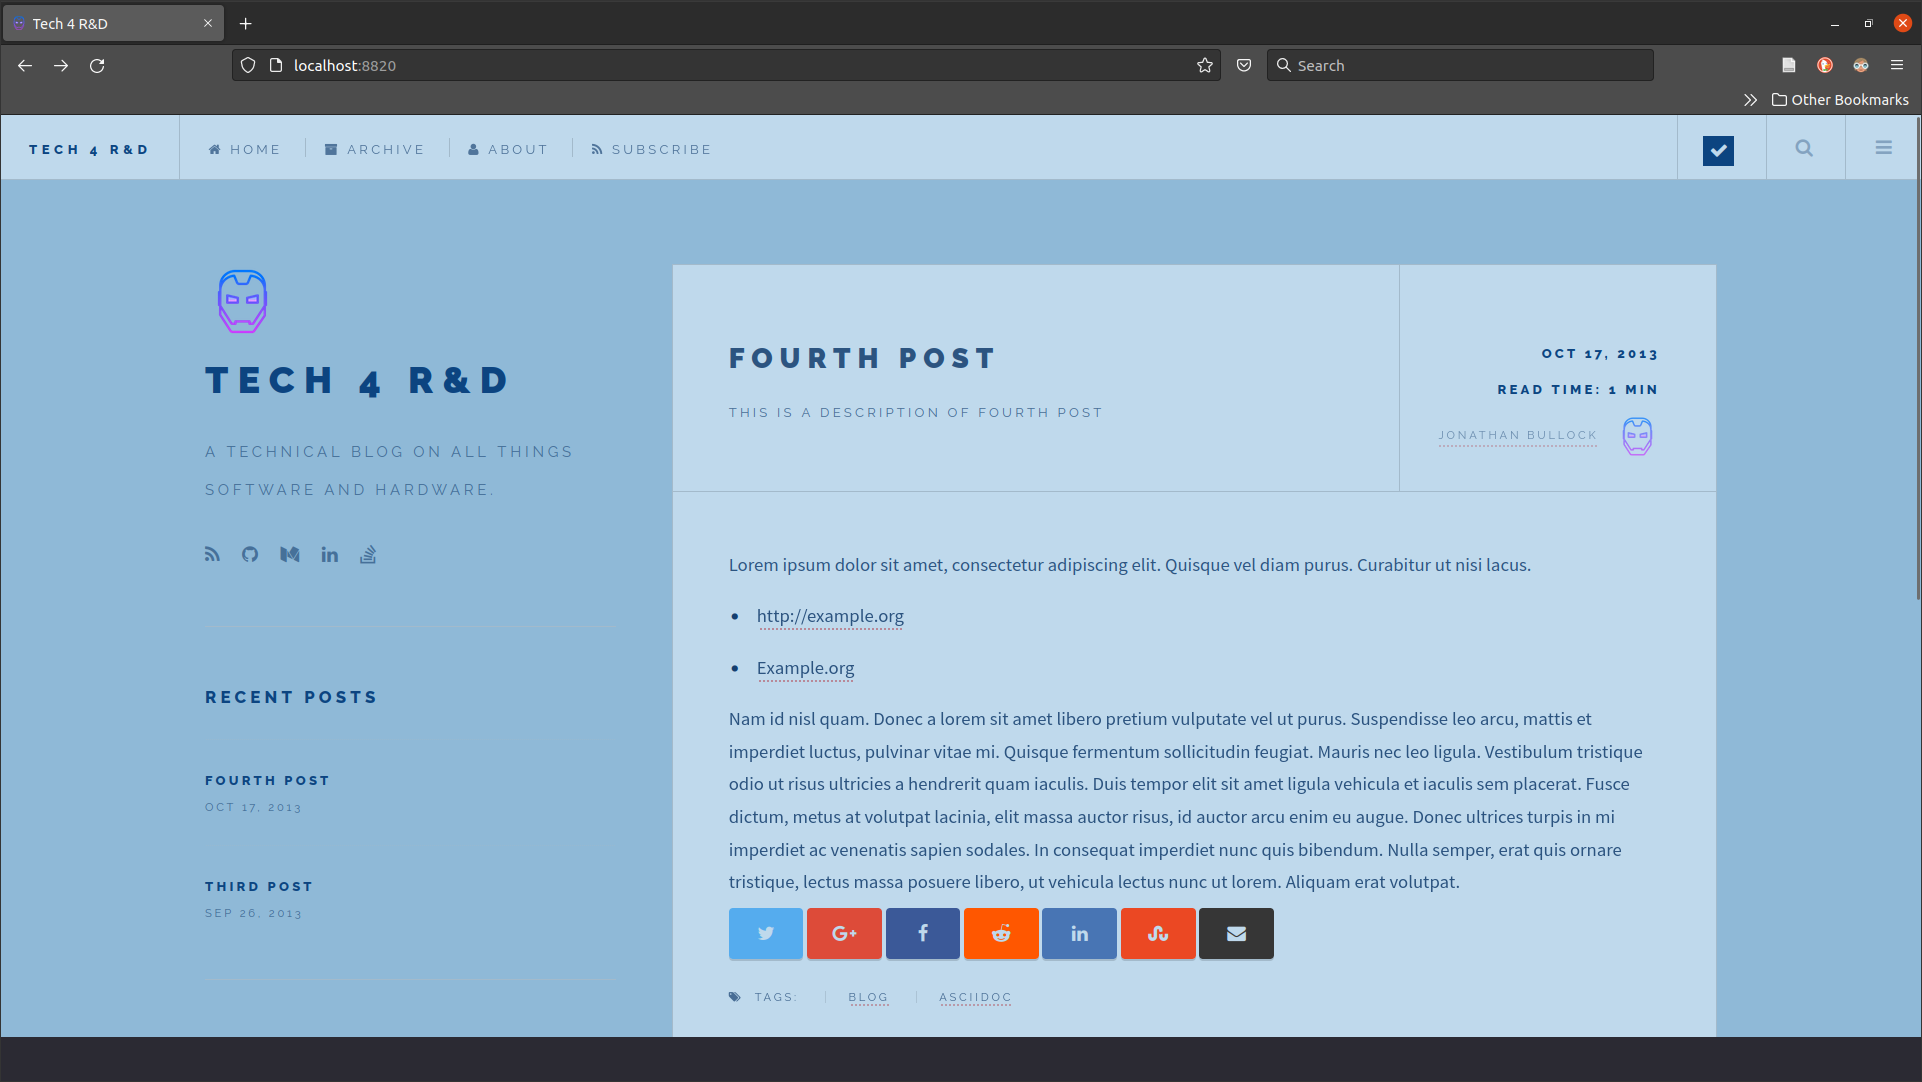 Tech 4 R&D
localhost:8820
Search
Other Bookmarks
TECH 4 R&D
HOME
ARCHIVE
ABOUT
SUBSCRIBE
TECH 4 R&D
A TECHNICAL BLOG ON ALL THINGS
SOFTWARE AND HARDWARE.
RECENT POSTS
FOURTH POST
OCT 17, 2013
THIRD POST
SEP 26, 2013
FOURTH POST
THIS IS A DESCRIPTION OF FOURTH POST
OCT 17, 2013
READ TIME: 1 MIN
JONATHAN BULLOCK
Lorem ipsum dolor sit amet, consectetur adipiscing elit. Quisque vel diam purus. Curabitur ut nisi lacus.
• http://example.org
• Example.org
Nam id nisl quam. Donec a lorem sit amet libero pretium vulputate vel ut purus. Suspendisse leo arcu, mattis et
imperdiet luctus, pulvinar vitae mi. Quisque fermentum sollicitudin feugiat. Mauris nec leo ligula. Vestibulum tristique
odio ut risus ultricies a hendrerit quam iaculis. Duis tempor elit sit amet ligula vehicula et iaculis sem placerat. Fusce
dictum, metus at volutpat lacinia, elit massa auctor risus, id auctor arcu enim eu augue. Donec ultrices turpis in mi
imperdiet ac venenatis sapien sodales. In consequat imperdiet nunc quis bibendum. Nulla semper, erat quis ornare
tristique, lectus massa posuere libero, ut vehicula lectus nunc ut lorem. Aliquam erat volutpat.
TAGS:
BLOG
ASCIIDOC